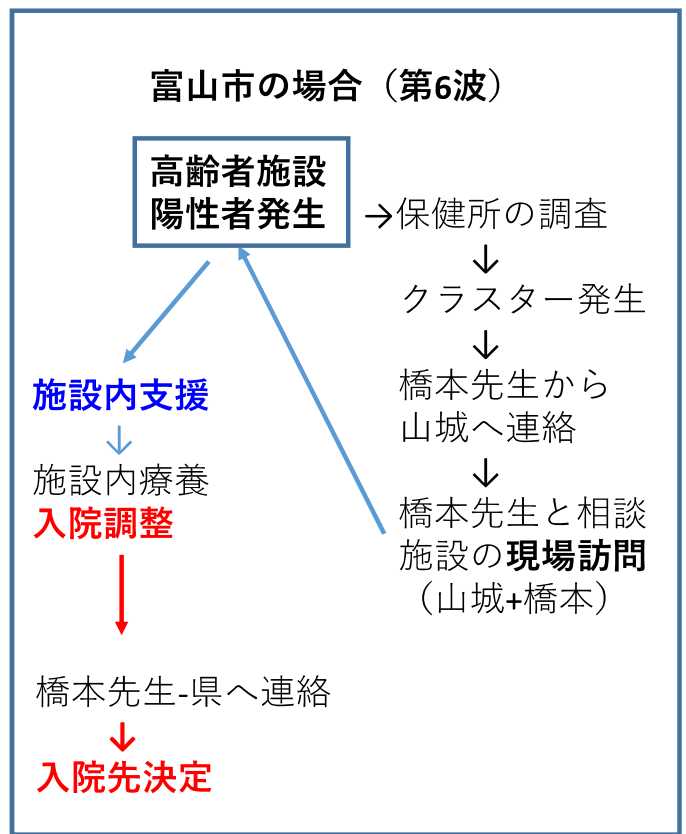 富山市の場合（第6波）
高齢者施設
陽性者発生
→保健所の調査
↓
クラスター発生
↓
橋本先生から
山城へ連絡
↓
橋本先生と相談
施設の現場訪問
（山城+橋本）
施設内支援
↓
施設内療養
入院調整
橋本先生-県へ連絡
↓
入院先決定